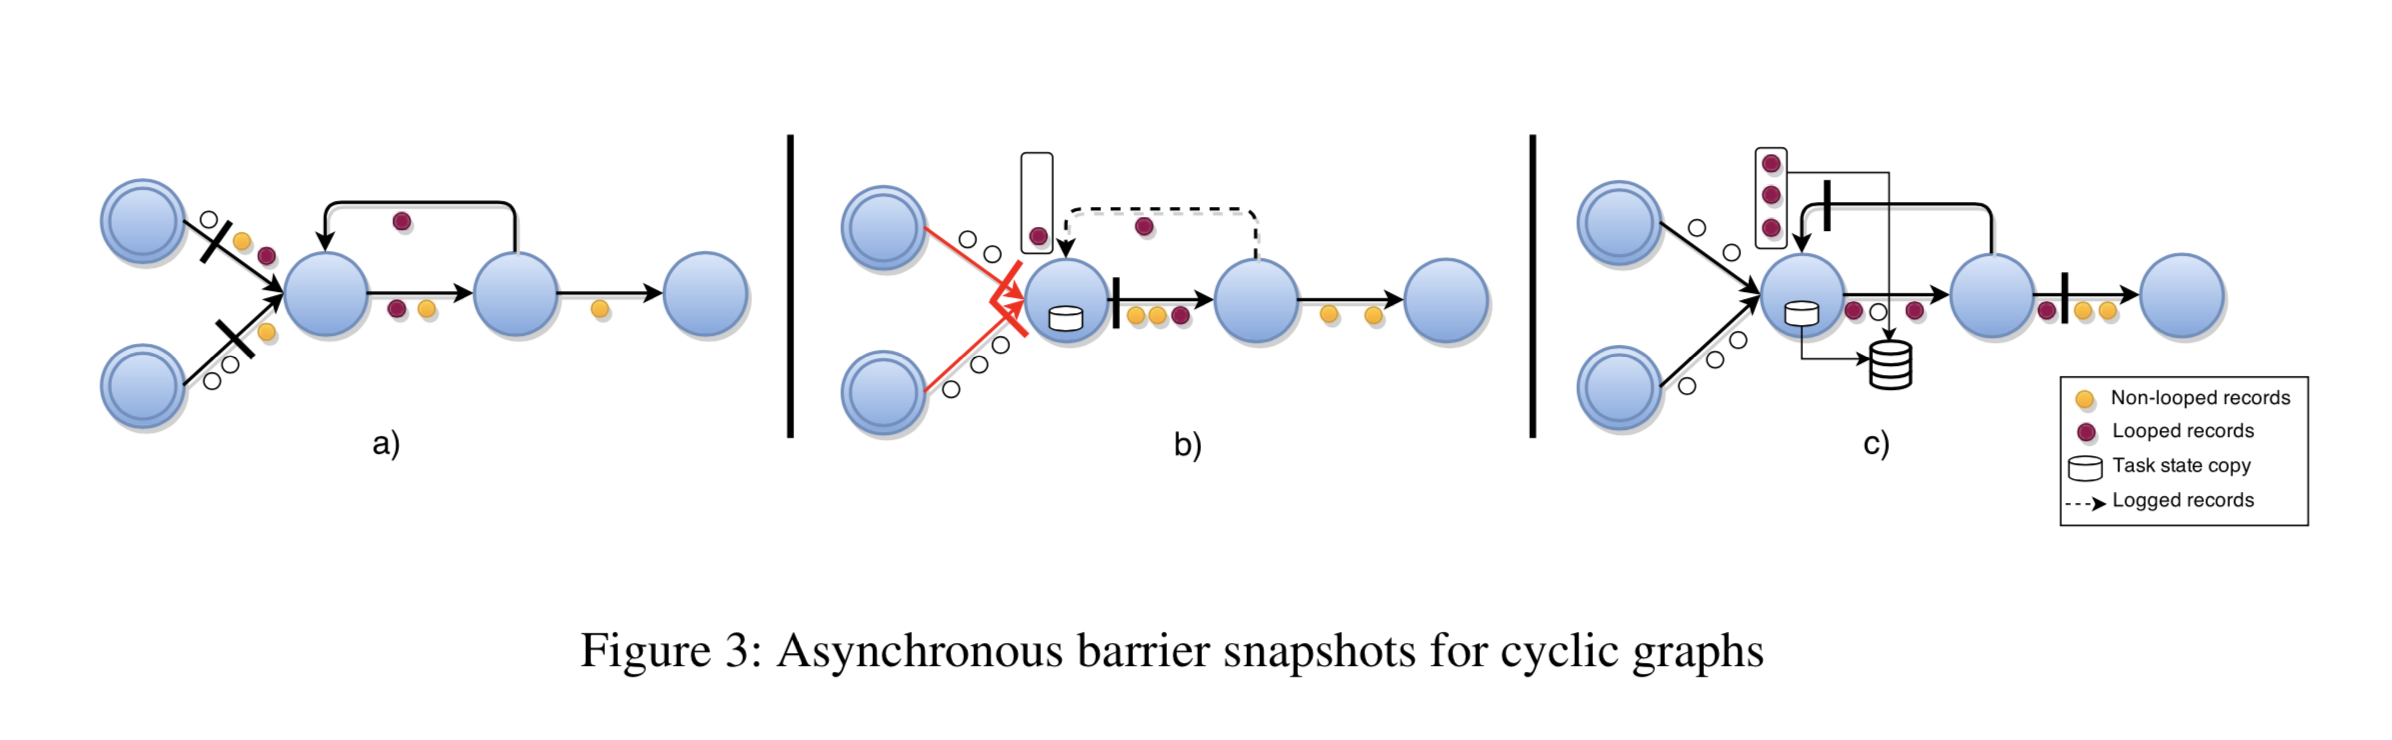 a)
b)
c)
Non-looped records
Looped records
Task state copy
Logged records
Figure 3: Asynchronous barrier snapshots for cyclic graphs